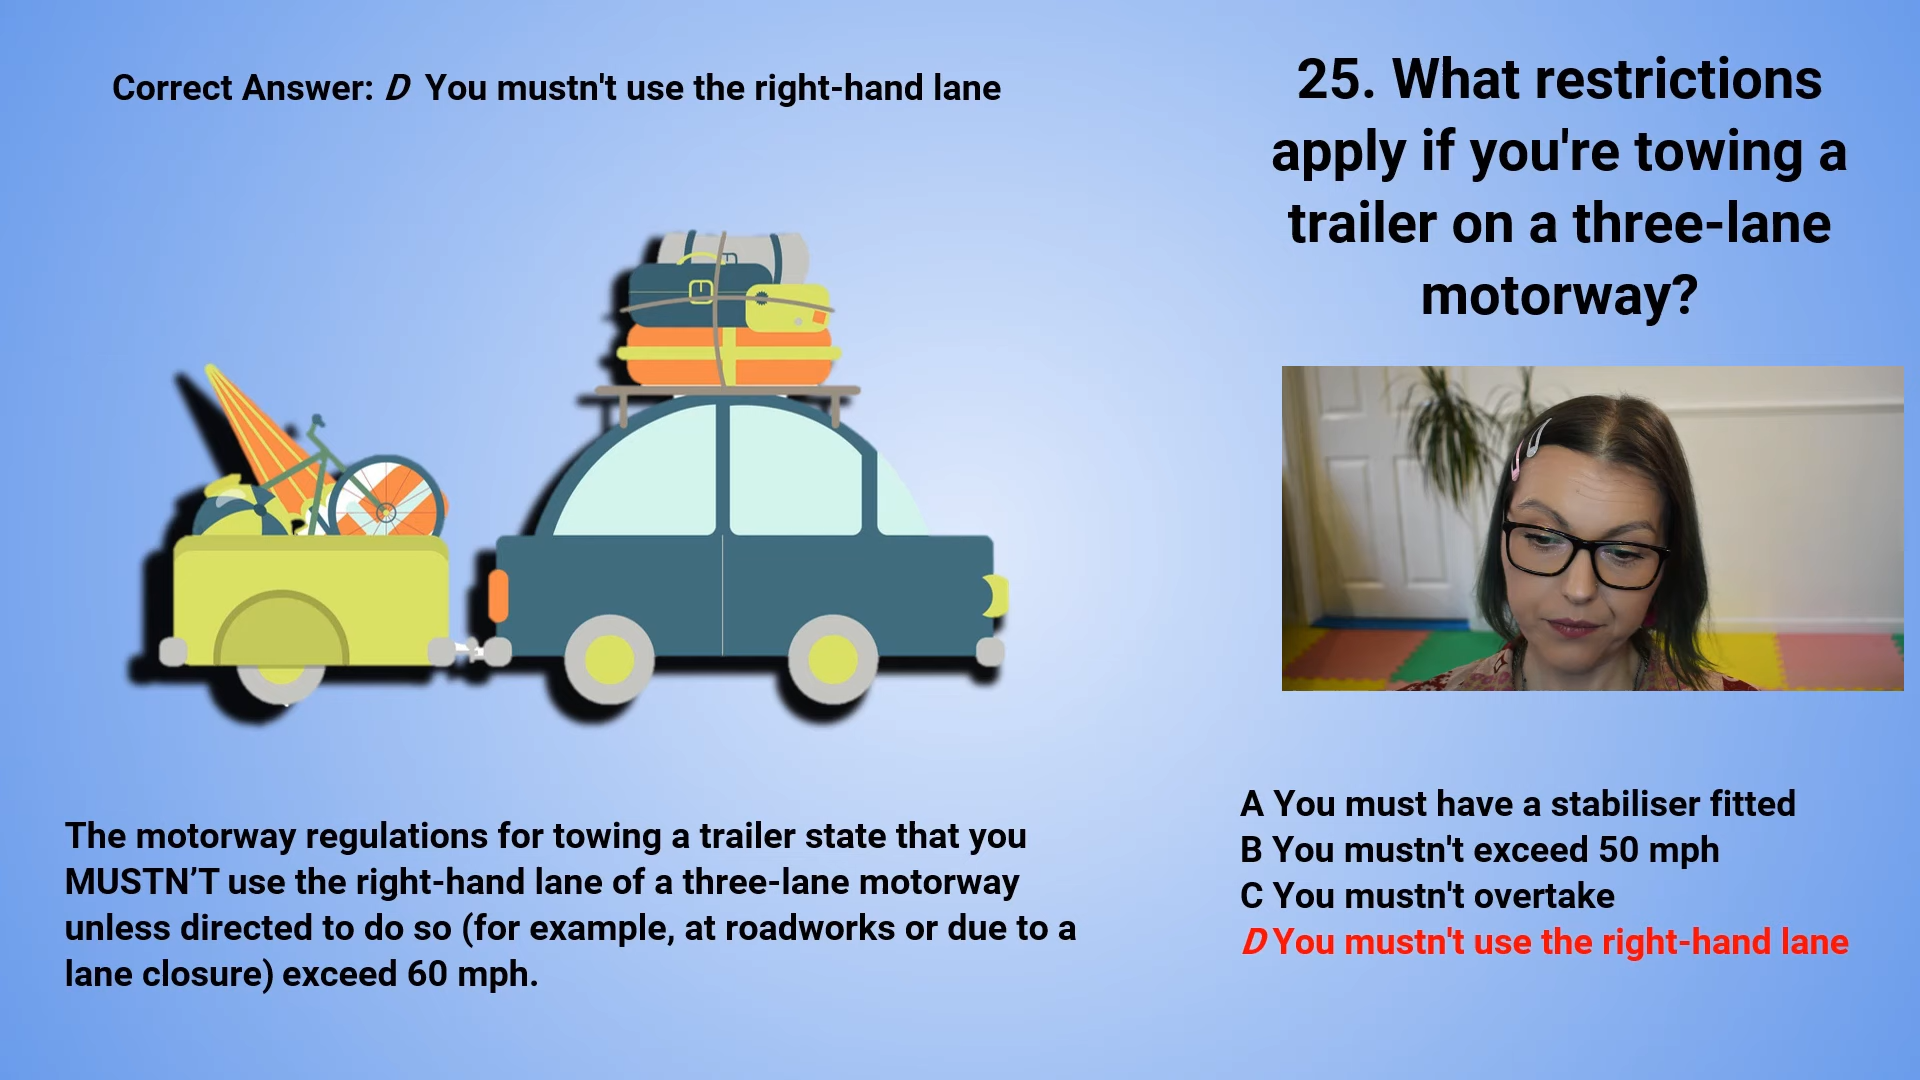 Correct Answer: D You mustn't use the right-hand lane
25. What restrictions
apply if you're towing a
trailer on a three-lane
motorway?
The motorway regulations for towing a trailer state that you
MUSTN’T use the right-hand lane of a three-lane motorway
unless directed to do so (for example, at roadworks or due to a
lane closure) exceed 60 mph.
A You must have a stabiliser fitted
B You mustn't exceed 50 mph
C You mustn't overtake
D You mustn't use the right-hand lane